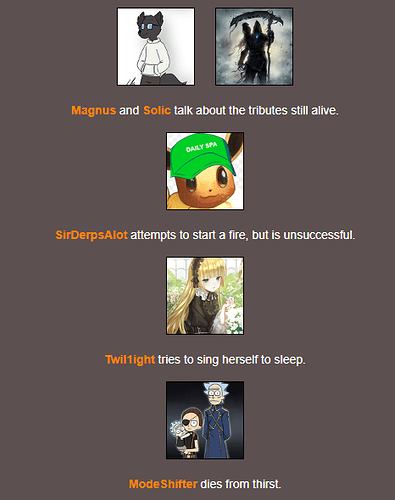 Magnus and Solic talk about the tributes still alive.
DAILY SPA
SirDerpsAlot attempts to start a fire, but is unsuccessful.
Twil1ight tries to sing herself to sleep.
ModeShifter dies from thirst.